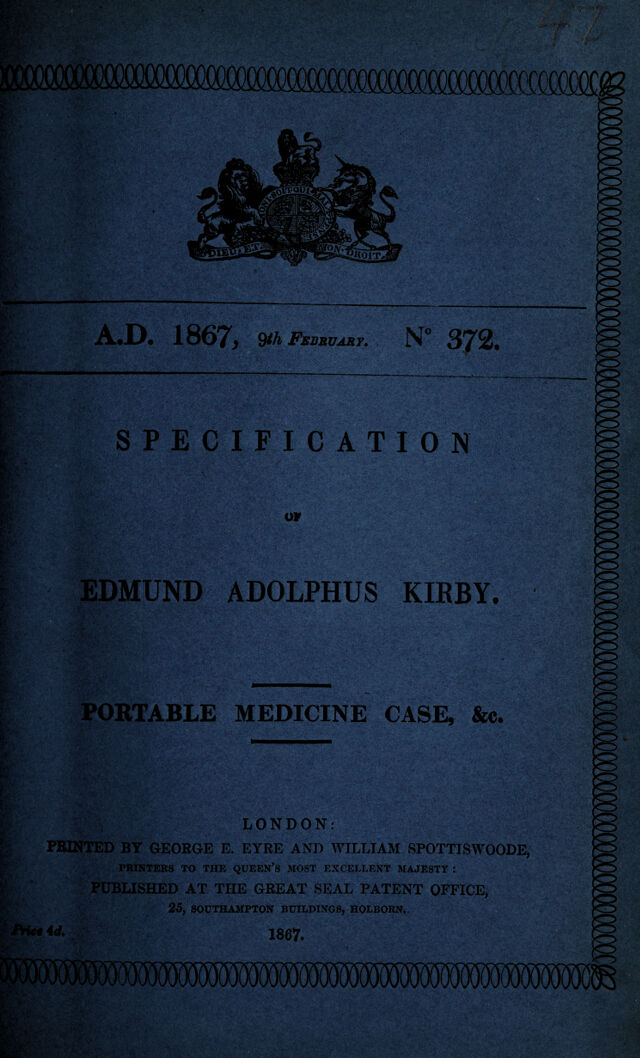 47
DIEU ET MON DROIT
A.D. 1867, 9th FEBRUARY. N° 372.
SPECIFICATION
OF
EDMUND ADOLPHUS KIRBY.
PORTABLE MEDICINE CASE, &c.
LONDON:
PRINTED BY GEORGE E. EYRE AND WILLIAM SPOTTISWOODE,
PRINTERS TO THE QUEEN'S MOST EXCELLENT MAJESTY:
PUBLISHED AT THE GREAT SEAL PATENT OFFICE,
25, SOUTHAMPTON BUILDINGS, HOLBORN.
Price 4d.
1867.